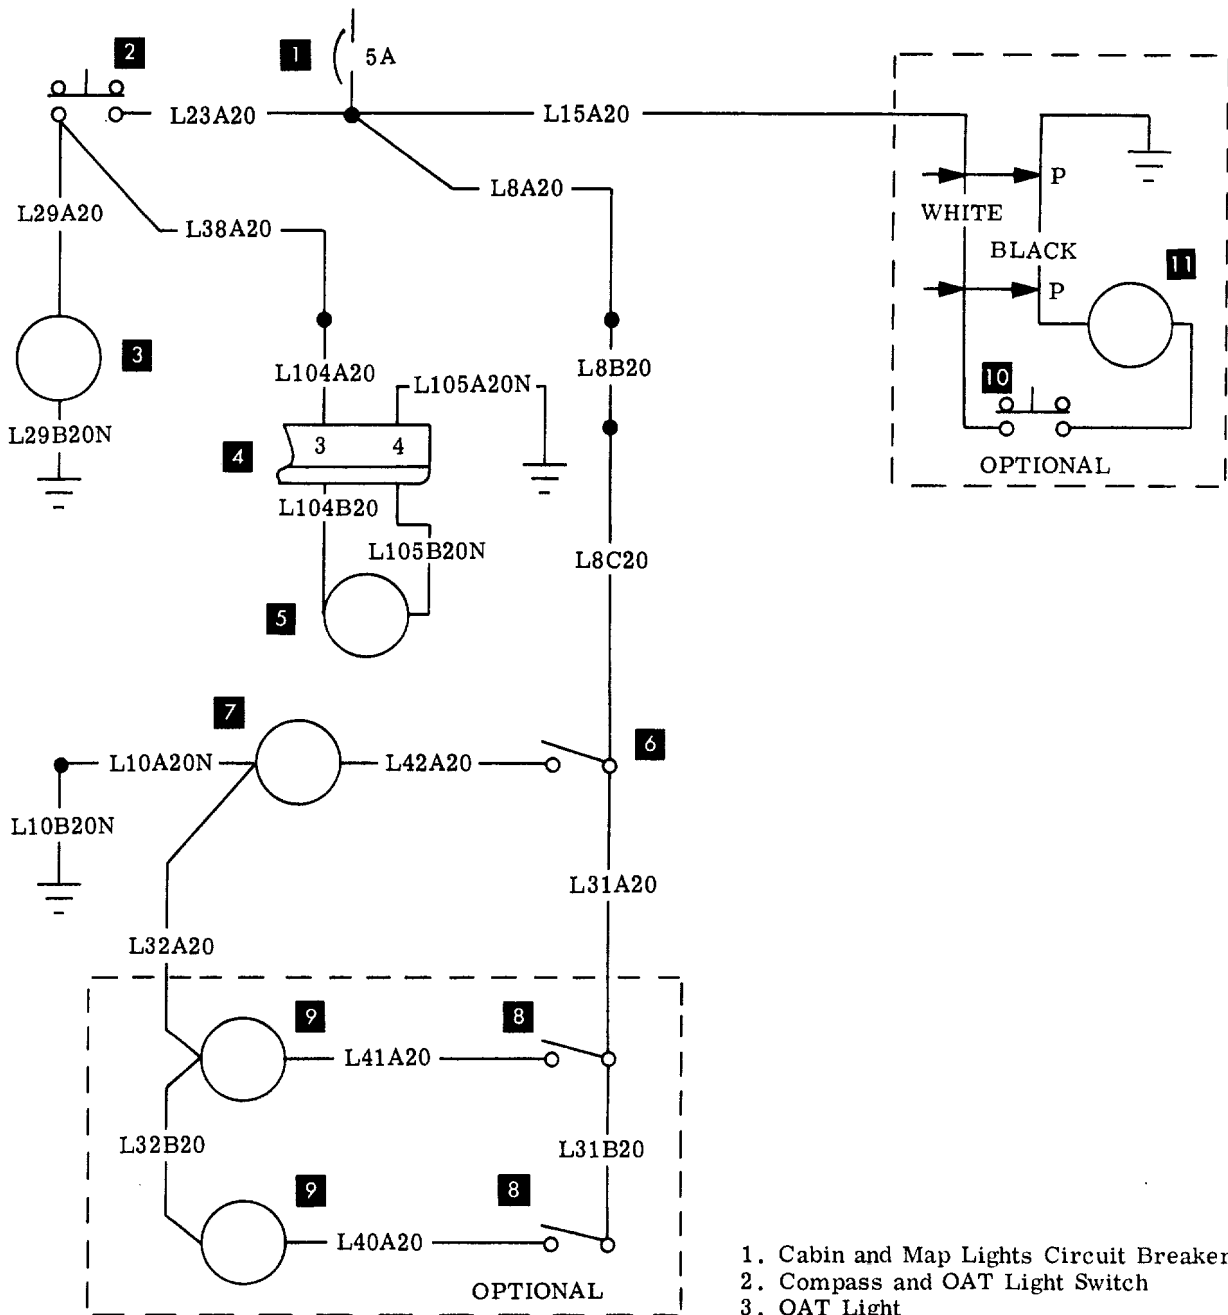 1
5A
2
L23A20
L15A20
L8A20
P
L29A20
WHITE
L38A20
BLACK
11
P
3
L104A20
L105A20N
L8B20
10
L29B20N
4
3
4
OPTIONAL
L104B20
L105B20N
L8C20
5
7
6
L10A20N
L42A20
L10B20N
L31A20
L32A20
9
8
L41A20
L32B20
L31B20
9
8
L40A20
OPTIONAL
1. Cabin and Map Lights Circuit Breaker
2. Compass and OAT Light Switch
3. OAT Light